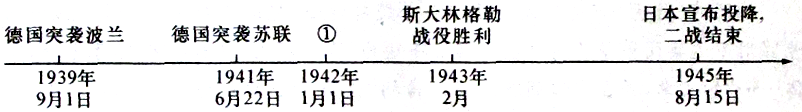 德国突袭波兰
德国突袭苏联
①
斯大林格勒
战役胜利
日本宣布投降,
二战结束
1939年
9月1日
1941年
6月22日
1942年
1月1日
1943年
2月
1945年
8月15日